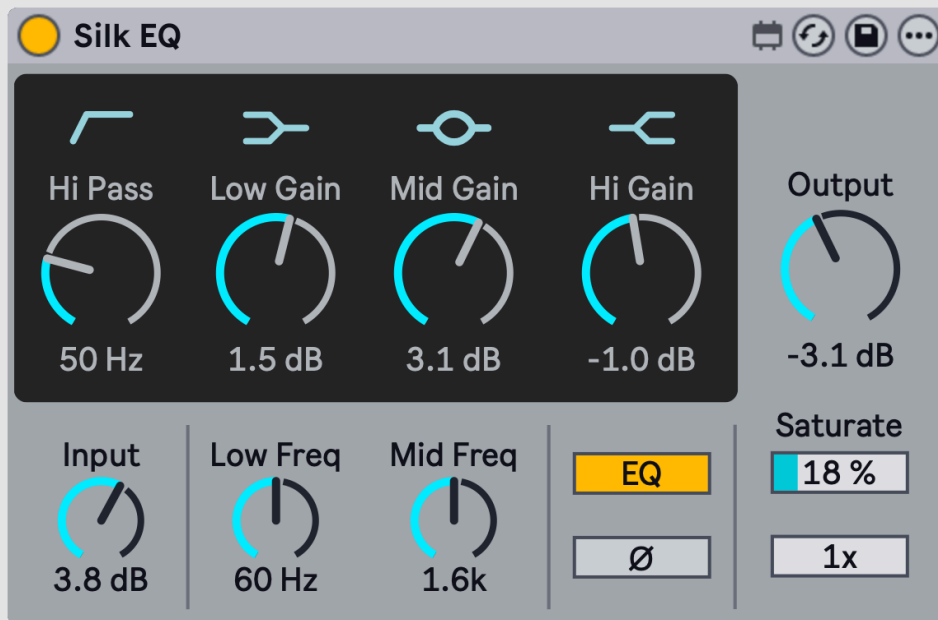 Silk EQ
Hi Pass Low Gain Mid Gain Hi Gain Output
50 Hz 1.5 dB 3.1 dB -1.0 dB -3.1 dB
Input Low Freq Mid Freq EQ Saturate
18 %
3.8 dB 60 Hz 1.6k Ø 1x